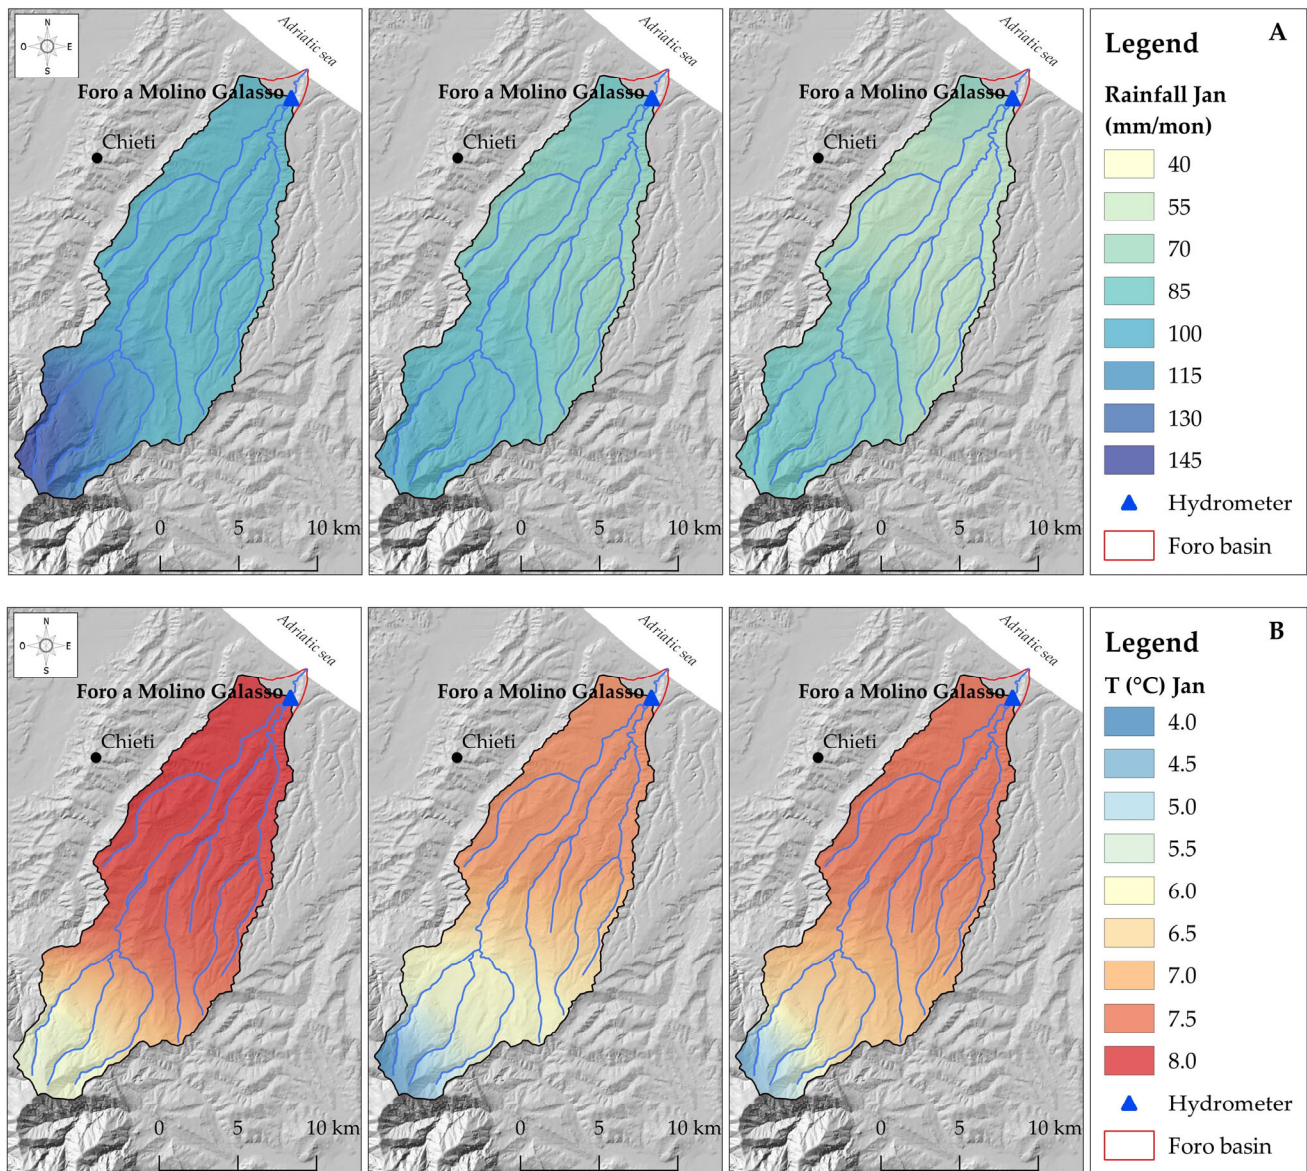 N
O E
S
Adriatic sea
Foro a Molino Galasso
Chieti
0 5 10 km
Adriatic sea
Foro a Molino Galasso
Chieti
0 5 10 km
Adriatic sea
Foro a Molino Galasso
Chieti
0 5 10 km
A
Legend
Rainfall Jan
(mm/mon)
40
55
70
85
100
115
130
145
Hydrometer
Foro basin
N
O E
S
Adriatic sea
Foro a Molino Galasso
Chieti
0 5 10 km
Adriatic sea
Foro a Molino Galasso
Chieti
0 5 10 km
Adriatic sea
Foro a Molino Galasso
Chieti
0 5 10 km
B
Legend
T (°C) Jan
4.0
4.5
5.0
5.5
6.0
6.5
7.0
7.5
8.0
Hydrometer
Foro basin